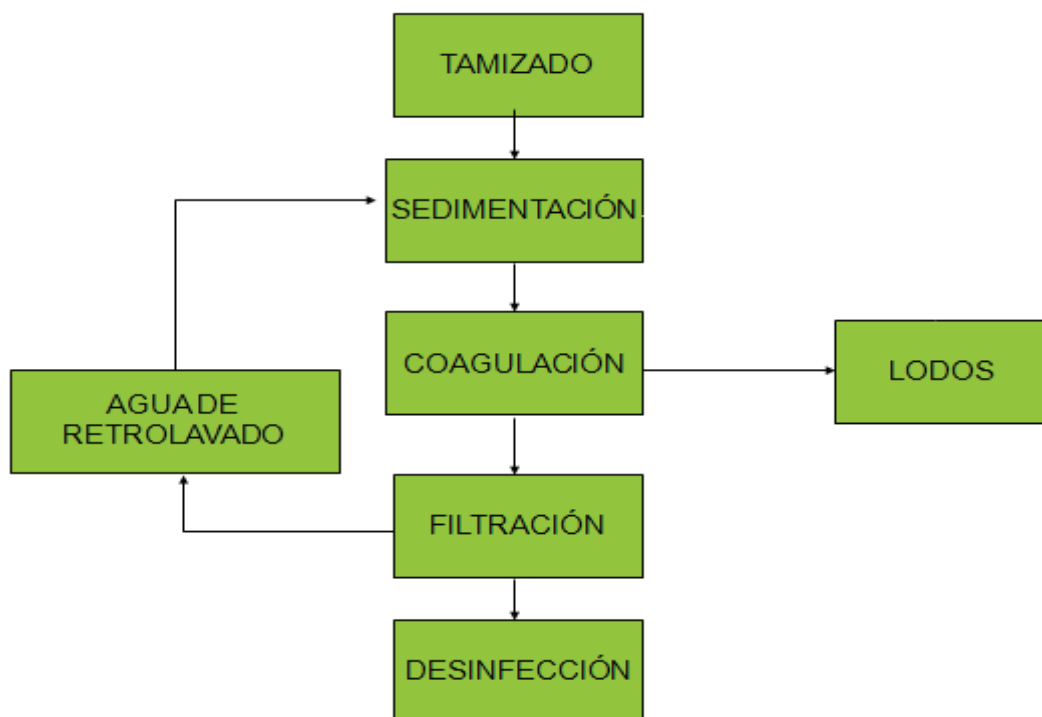 TAMIZADO
SEDIMENTACIÓN
COAGULACIÓN
LODOS
AGUA DE
RETROLAVADO
FILTRACIÓN
DESINFECCIÓN